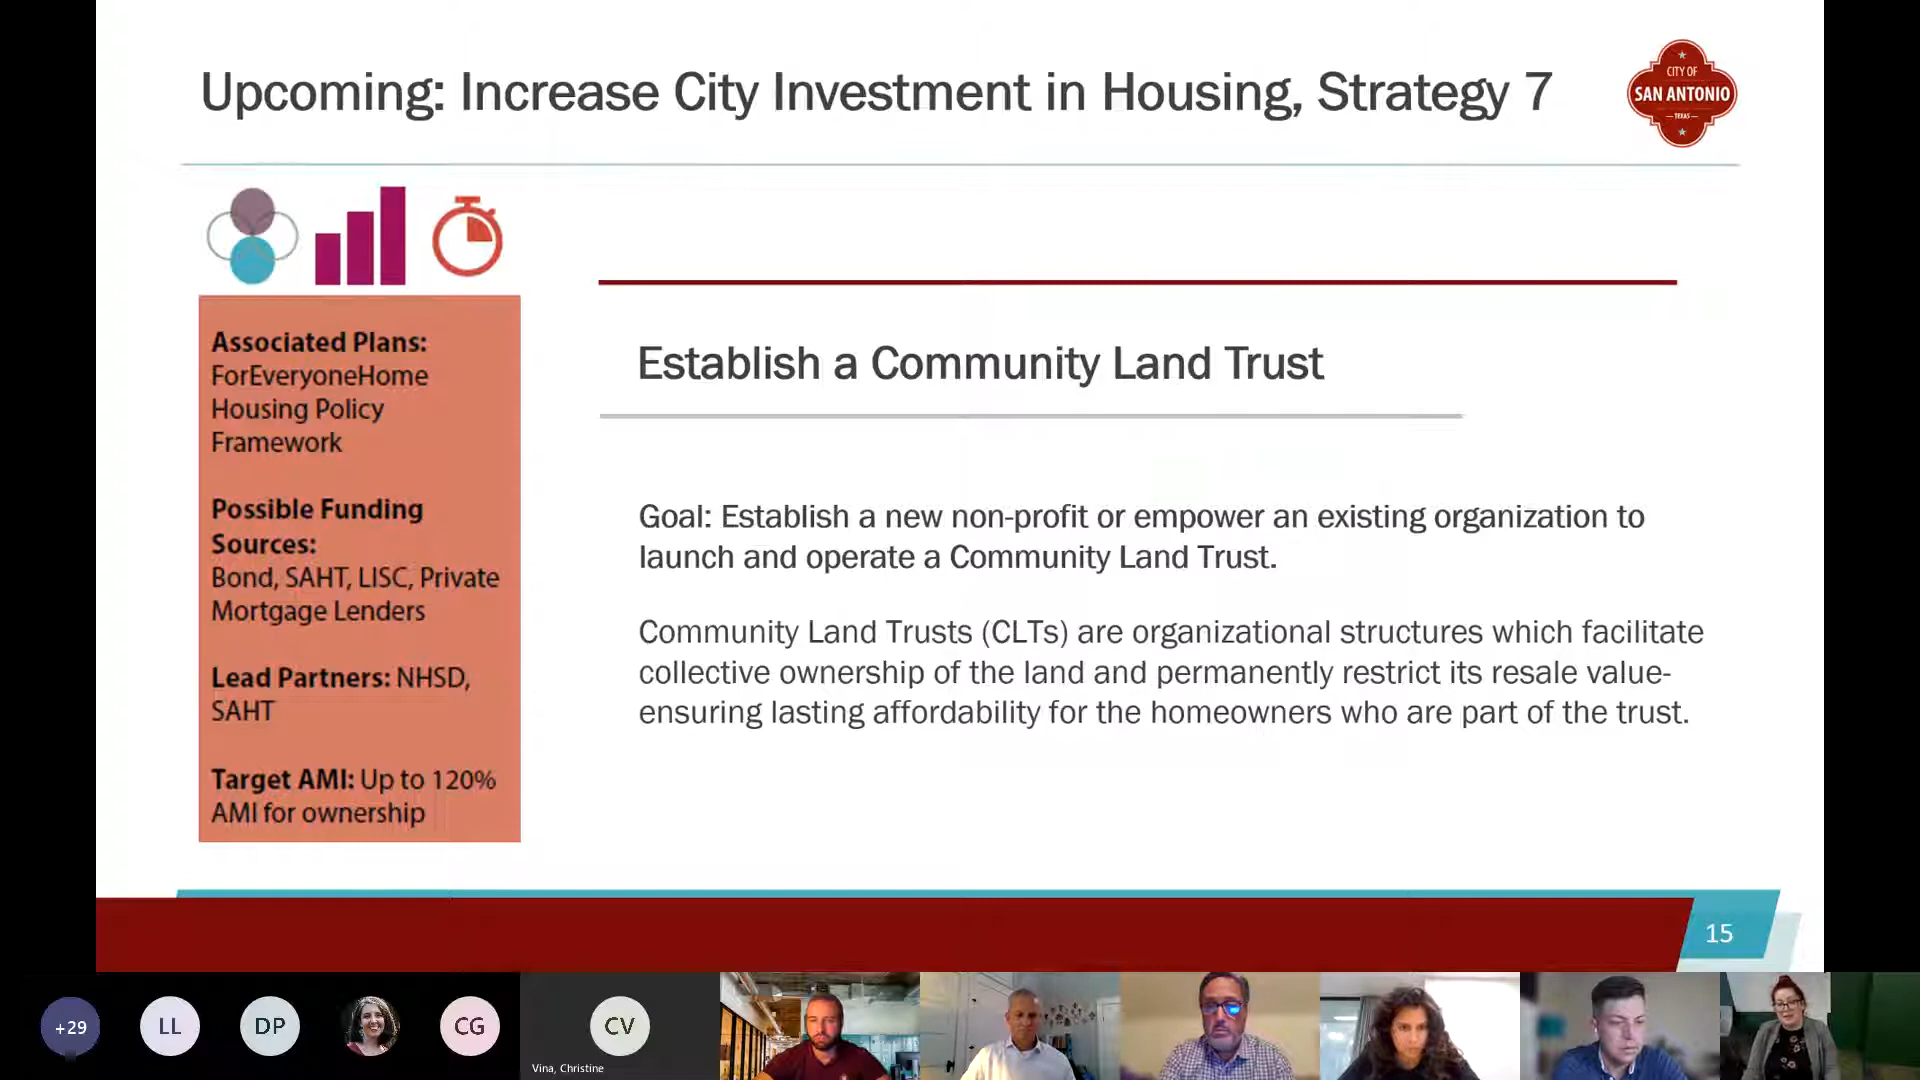 Upcoming: Increase City Investment in Housing, Strategy 7
CITY OF
SAN ANTONIO
TEXAS
Associated Plans:
ForEveryoneHome
Housing Policy
Framework
Possible Funding
Sources:
Bond, SAHT, LISC, Private
Mortgage Lenders
Lead Partners: NHSD,
SAHT
Target AMI: Up to 120%
AMI for ownership
Establish a Community Land Trust
Goal: Establish a new non-profit or empower an existing organization to
launch and operate a Community Land Trust.
Community Land Trusts (CLTs) are organizational structures which facilitate
collective ownership of the land and permanently restrict its resale value-
ensuring lasting affordability for the homeowners who are part of the trust.
15
+29
LL
DP
CG
CV
Vina, Christine